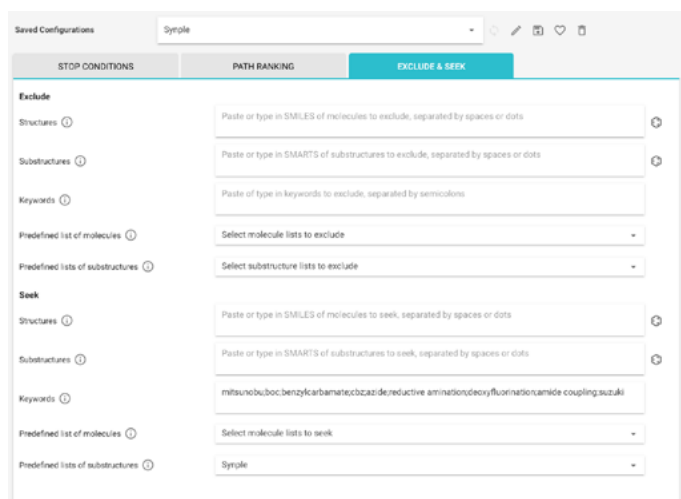 Saved Configurations
Synple
STOP CONDITIONS
PATH RANKING
EXCLUDE & SEEK
Exclude
Structures
Paste or type in SMILES of molecules to exclude, separated by spaces or dots
Substructures
Paste or type in SMARTS of substructures to exclude, separated by spaces or dots
Keywords
Paste of type in keywords to exclude, separated by semicolons
Predefined list of molecules
Select molecule lists to exclude
Predefined lists of substructures
Select substructure lists to exclude
Seek
Structures
Paste or type in SMILES of molecules to seek, separated by spaces or dots
Substructures
Paste or type in SMARTS of substructures to seek, separated by spaces or dots
Keywords
mitsunobu;boc;benzylcarbamate;cbz;azide;reductive amination;deoxyfluorination;amide coupling;suzuki
Predefined list of molecules
Select molecule lists to seek
Predefined lists of substructures
Synple